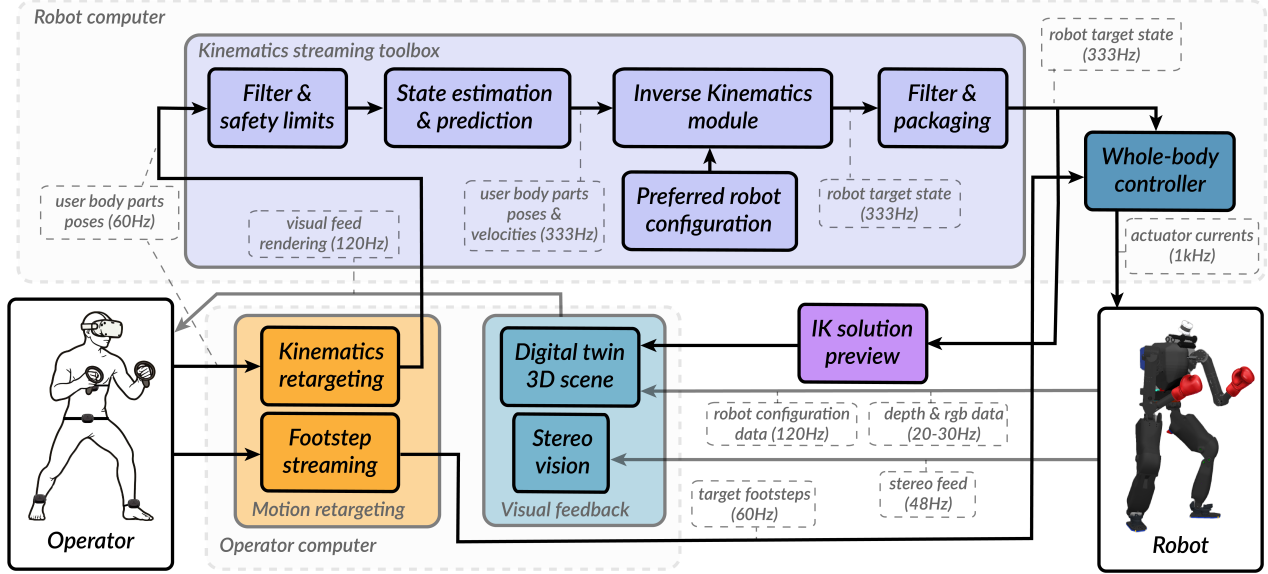 Robot computer
Kinematics streaming toolbox
Filter &
safety limits
State estimation
& prediction
Inverse Kinematics
module
Filter &
packaging
robot target state
(333Hz)
Whole-body
controller
Preferred robot
configuration
user body parts
poses (60Hz)
visual feed
rendering (120Hz)
user body parts
poses &
velocities (333Hz)
robot target state
(333Hz)
actuator currents
(1kHz)
Operator
Kinematics
retargeting
Footstep
streaming
Motion retargeting
Operator computer
Digital twin
3D scene
Stereo
vision
Visual feedback
IK solution
preview
robot configuration
data (120Hz)
depth & rgb data
(20-30Hz)
stereo feed
(48Hz)
target footsteps
(60Hz)
Robot